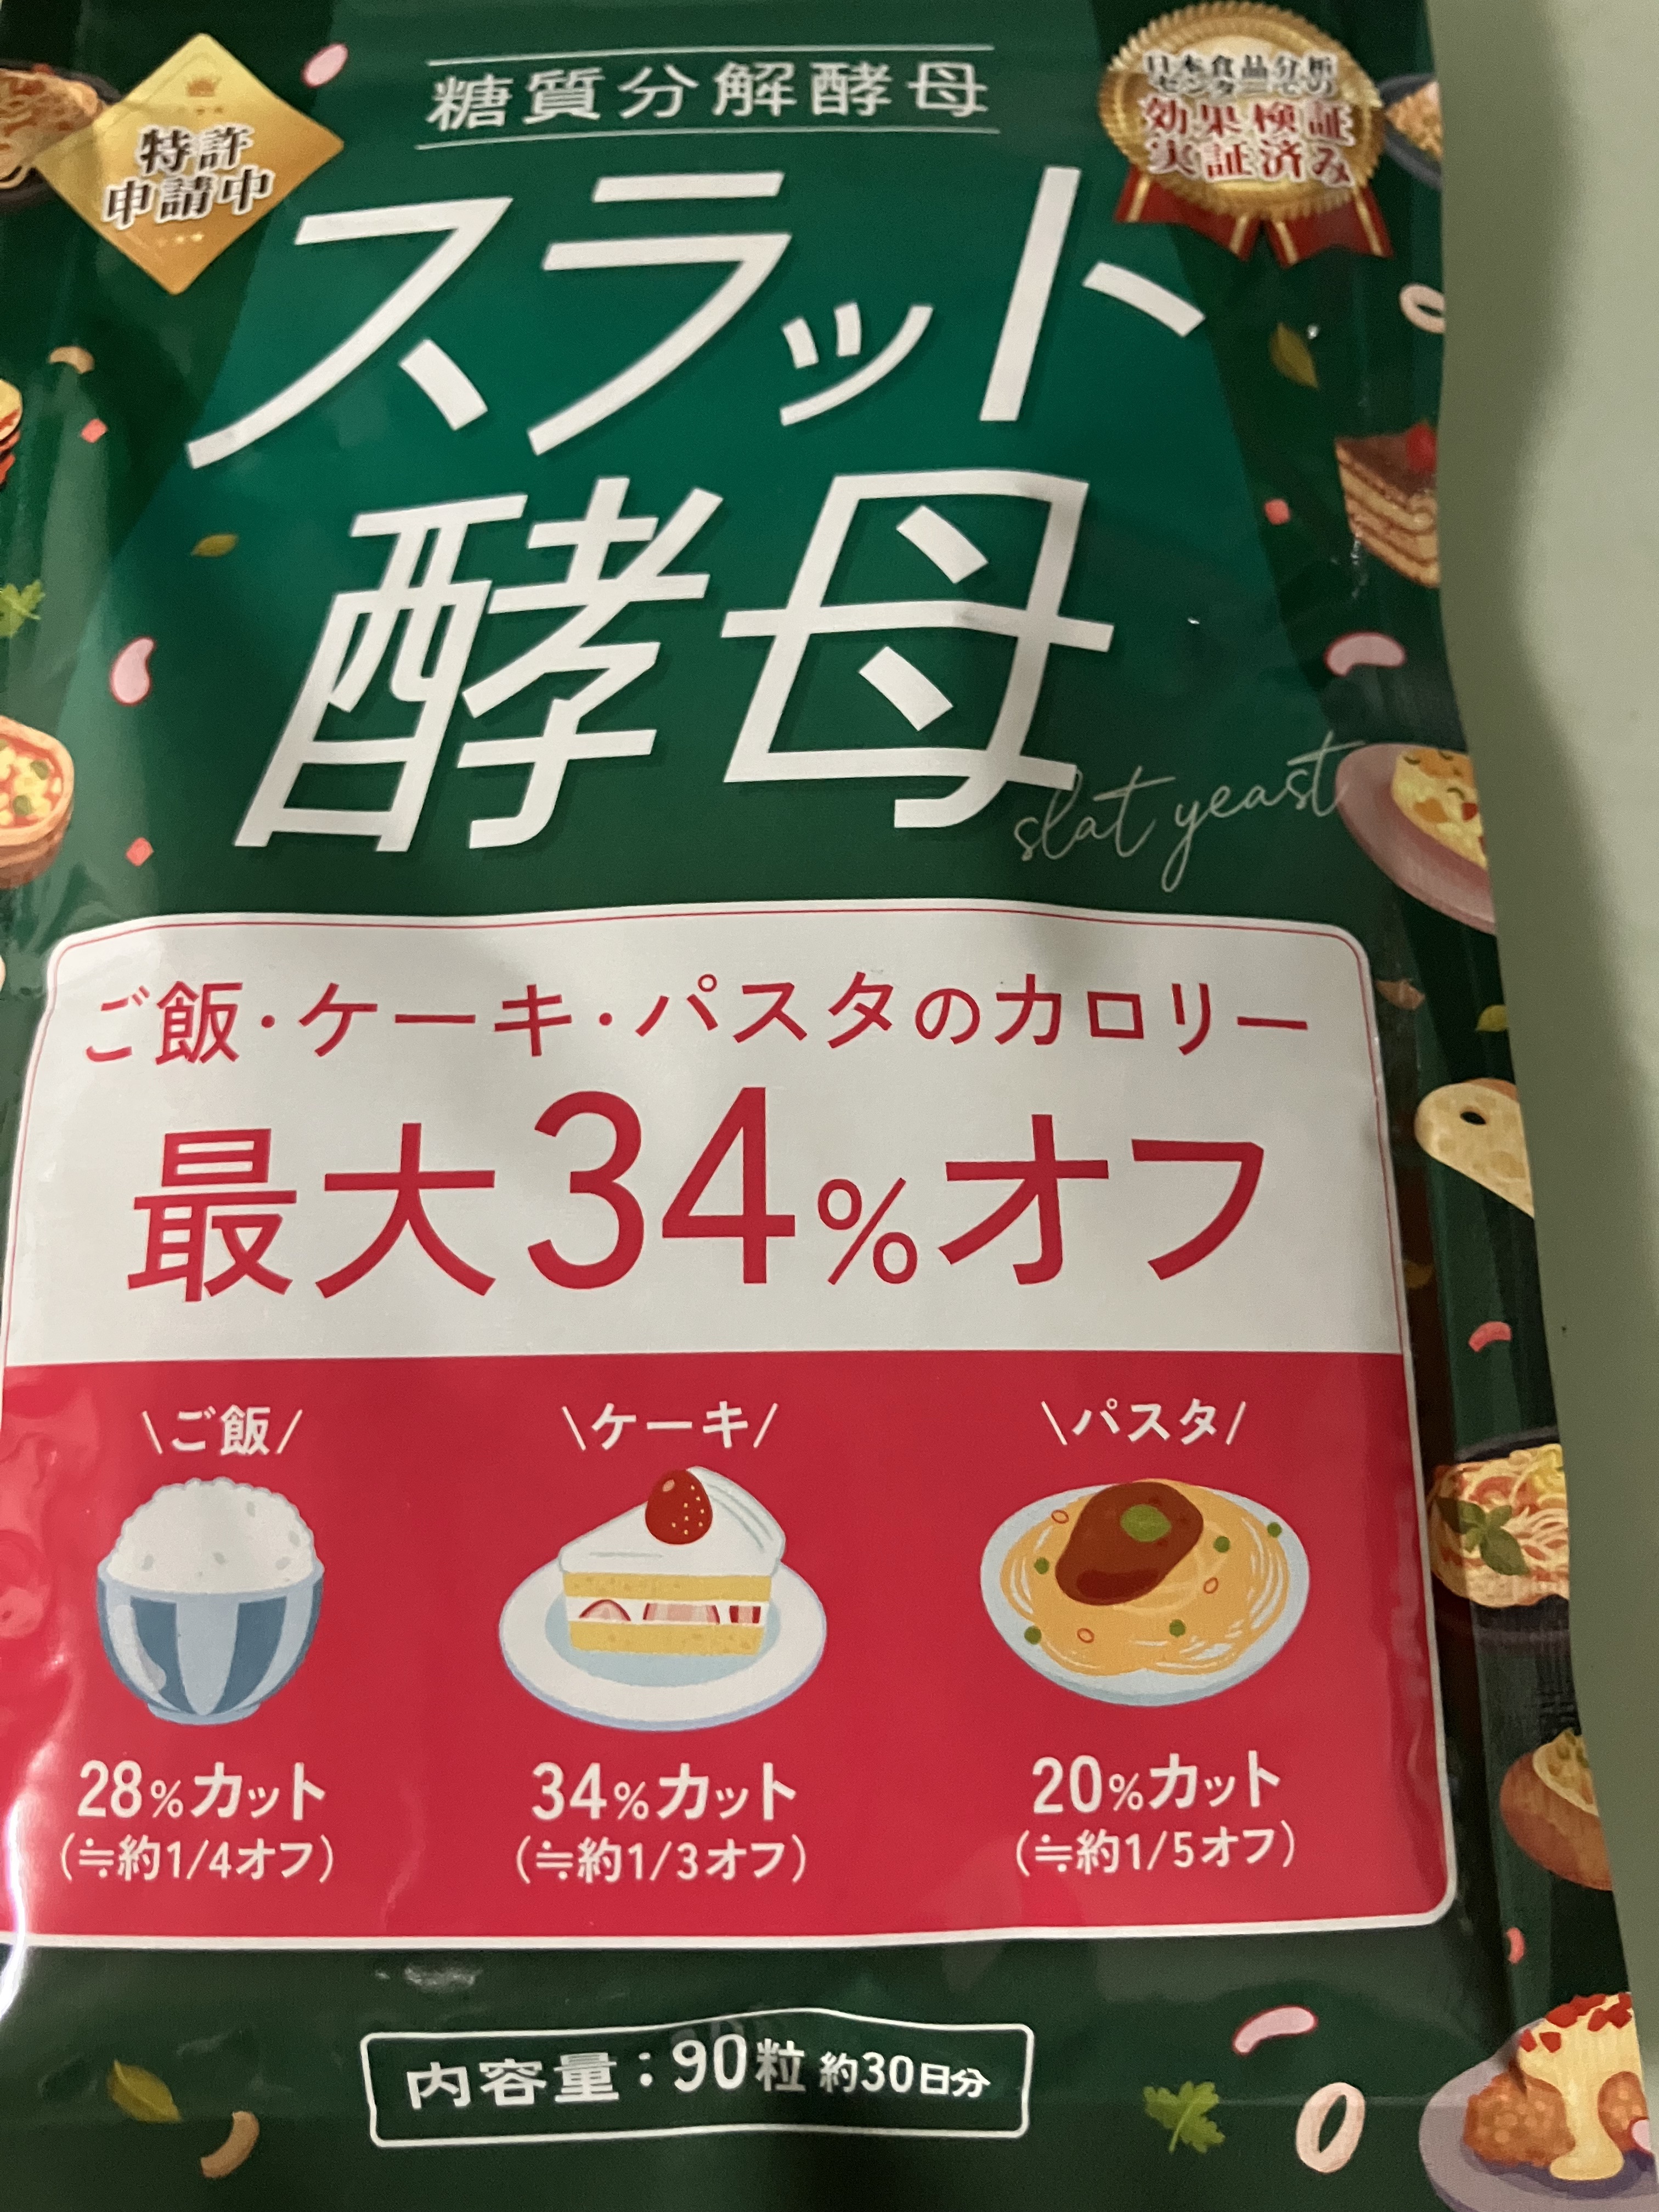 糖質分解酵母
特許
申請中
日本食品分析
センターでの
効果検証
実証済み
スラット
酵母
slat yeast
ご飯・ケーキ・パスタのカロリー
最大34%オフ
\ご飯/
\ケーキ/
\パスタ/
28%カット
(≒約1/4オフ)
34%カット
(≒約1/3オフ)
20%カット
(≒約1/5オフ)
内容量：90粒 約30日分